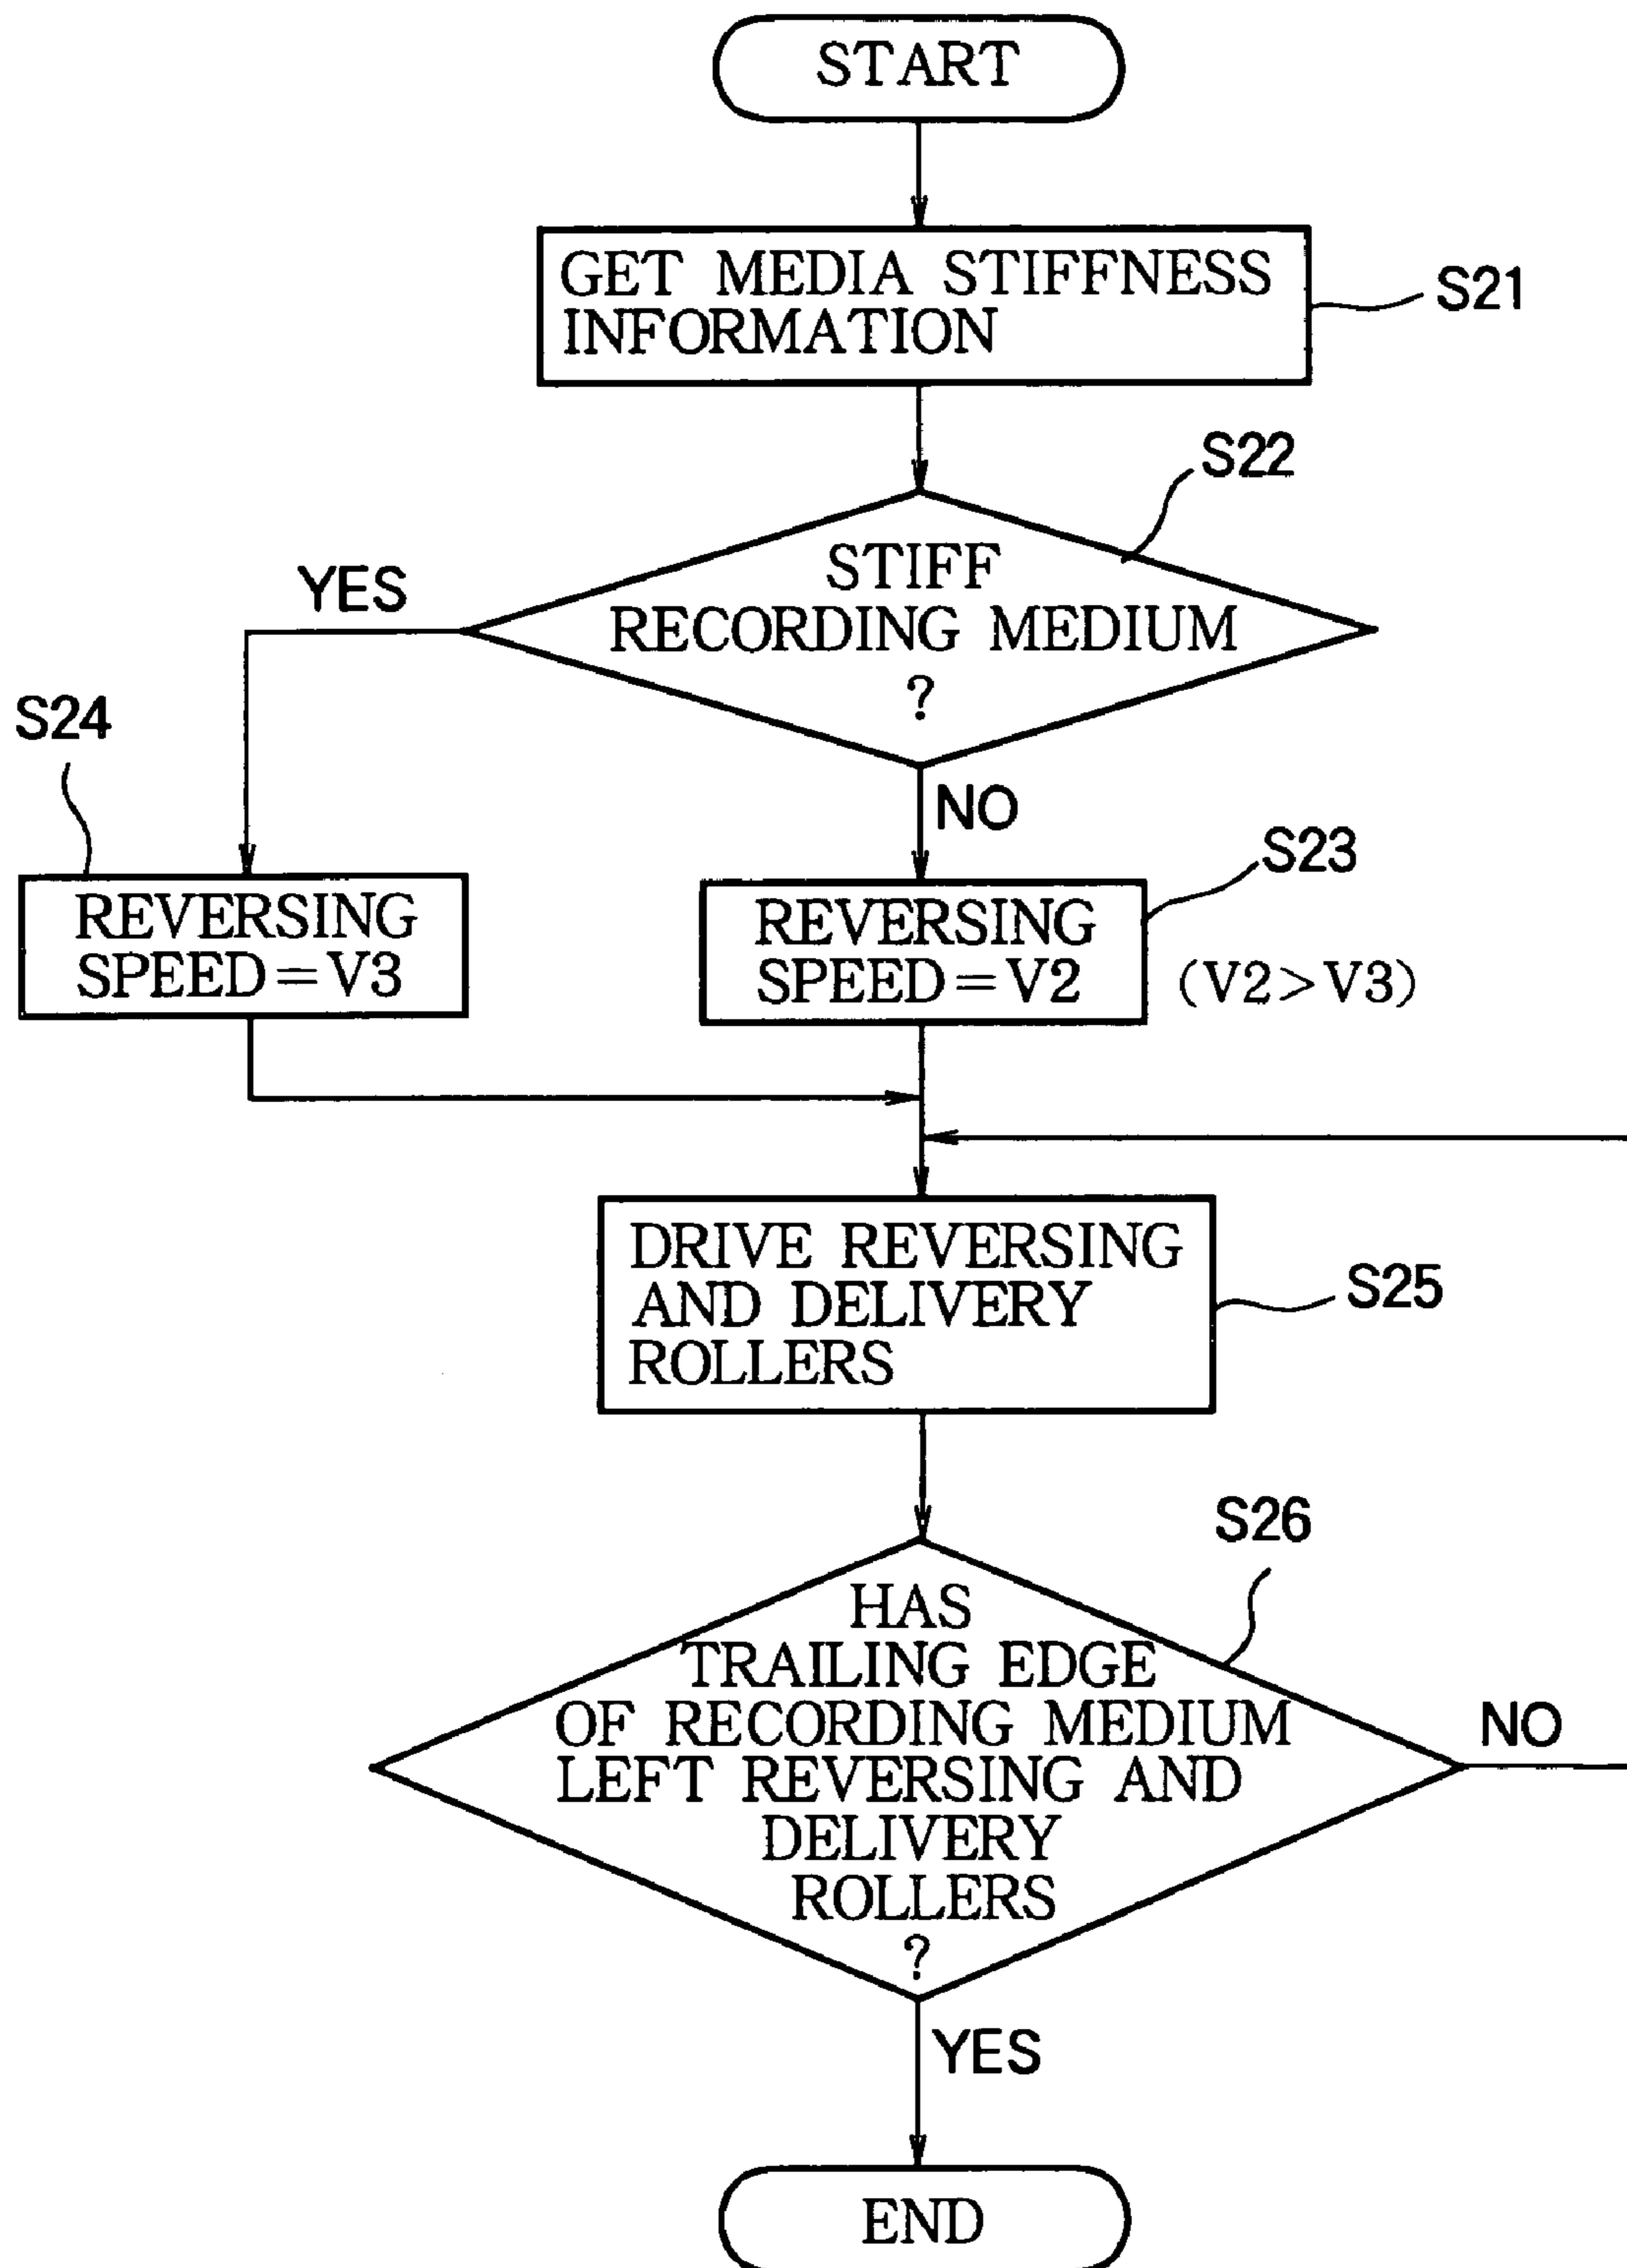 START
GET MEDIA STIFFNESS
INFORMATION
S21
S22
STIFF
RECORDING MEDIUM
?
YES
NO
S24
REVERSING
SPEED=V3
S23
REVERSING
SPEED=V2
(V2>V3)
DRIVE REVERSING
AND DELIVERY
ROLLERS
S25
S26
HAS
TRAILING EDGE
OF RECORDING MEDIUM
LEFT REVERSING AND
DELIVERY
ROLLERS
?
NO
YES
END